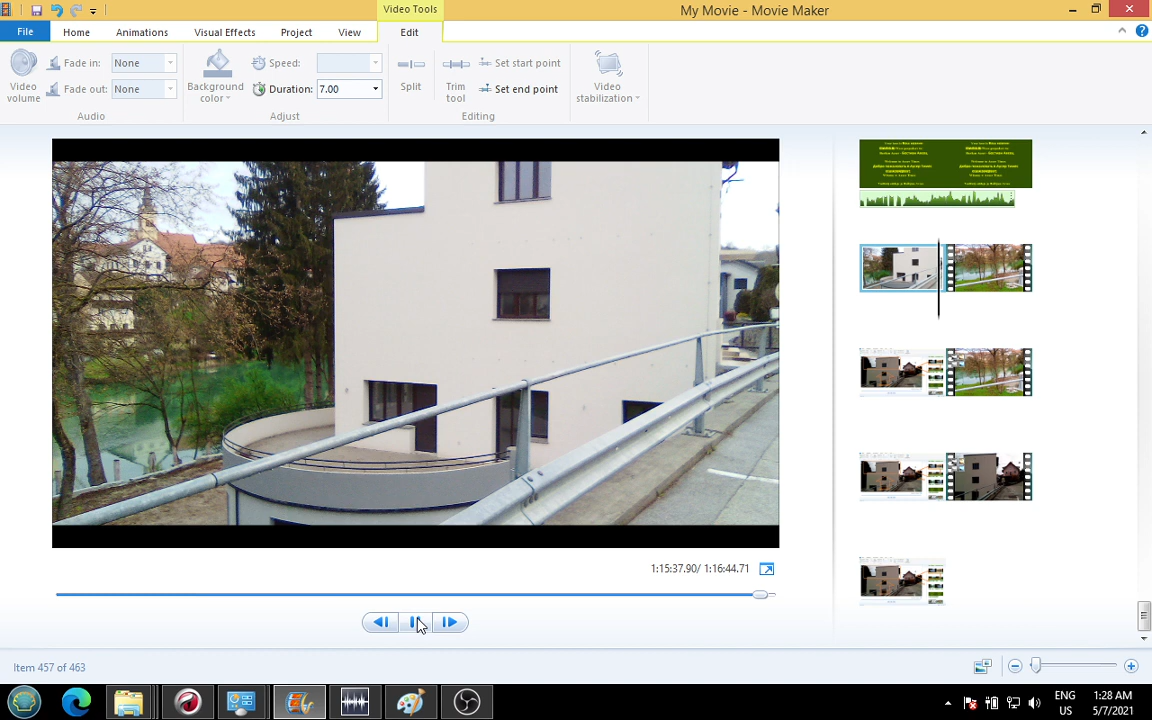 Video Tools
My Movie - Movie Maker
File
Home
Animations
Visual Effects
Project
View
Edit
Video volume
Fade in:
None
Fade out:
None
Audio
Background color
Speed:
Duration:
7.00
Adjust
Split
Trim tool
Set start point
Set end point
Editing
Video stabilization
1:15:37.90/ 1:16:44.71
Item 457 of 463
ENG
US
1:28 AM
5/7/2021